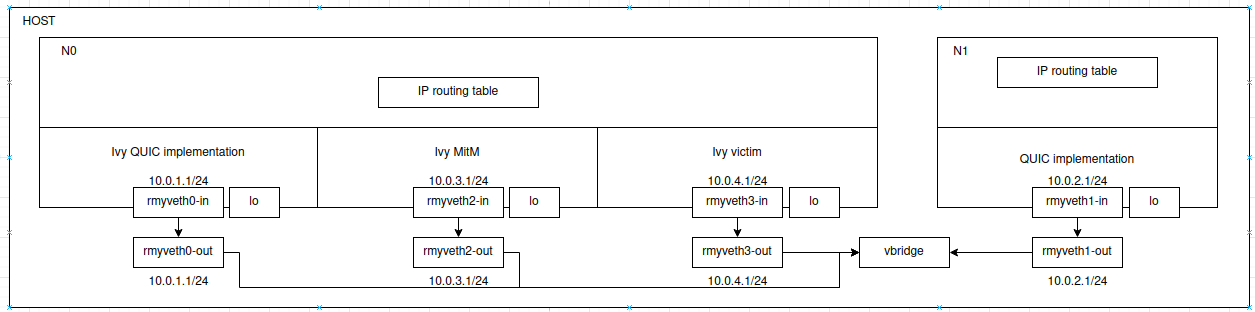 HOST
N0
N1
IP routing table
IP routing table
Ivy QUIC implementation
Ivy MitM
Ivy victim
QUIC implementation
10.0.1.1/24
10.0.3.1/24
10.0.4.1/24
10.0.2.1/24
rmyveth0-in
lo
rmyveth2-in
lo
rmyveth3-in
lo
rmyveth1-in
lo
rmyveth0-out
rmyveth2-out
rmyveth3-out
vbridge
rmyveth1-out
10.0.1.1/24
10.0.3.1/24
10.0.4.1/24
10.0.2.1/24